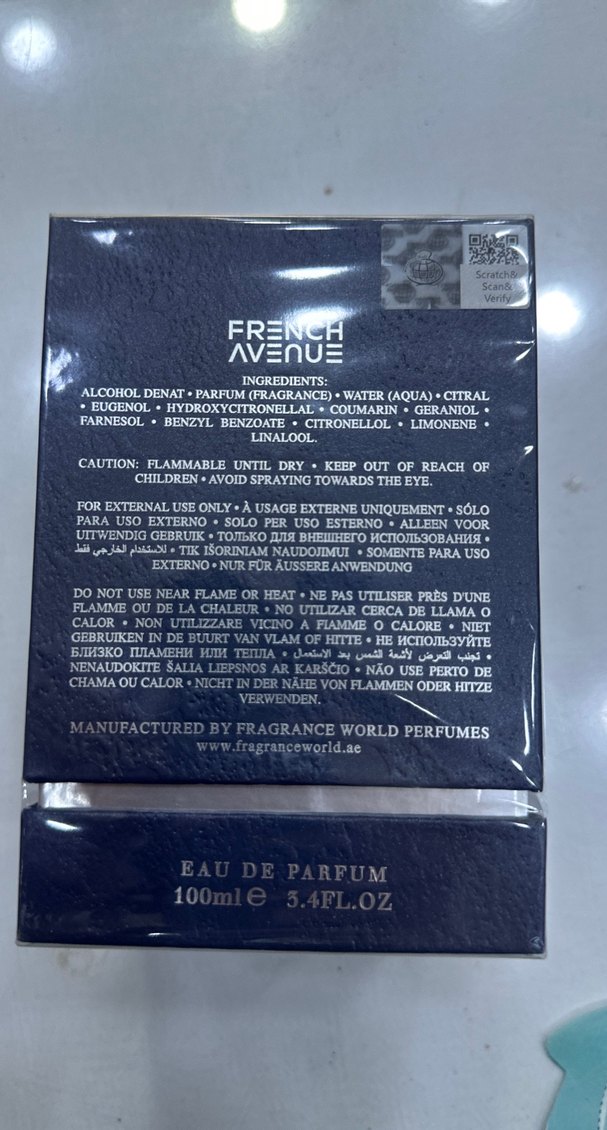 Scratch&
Scan&
Verify
FRENCH
AVENUE
INGREDIENTS:
ALCOHOL DENAT • PARFUM (FRAGRANCE) • WATER (AQUA) • CITRAL
• EUGENOL • HYDROXYCITRONELLAL • COUMARIN • GERANIOL •
FARNESOL • BENZYL BENZOATE • CITRONELLOL • LIMONENE •
LINALOOL.
CAUTION: FLAMMABLE UNTIL DRY • KEEP OUT OF REACH OF
CHILDREN • AVOID SPRAYING TOWARDS THE EYE.
FOR EXTERNAL USE ONLY • À USAGE EXTERNE UNIQUEMENT • SÓLO
PARA USO EXTERNO • SOLO PER USO ESTERNO • ALLEEN VOOR
UITWENDIG GEBRUIK • ТОЛЬКО ДЛЯ ВНЕШНЕГО ИСПОЛЬЗОВАНИЯ •
للاستخدام الخارجي فقط • TIK IŠORINIAM NAUDOJIMUI • SOMENTE PARA USO
EXTERNO • NUR FÜR ÄUSSERE ANWENDUNG
DO NOT USE NEAR FLAME OR HEAT • NE PAS UTILISER PRÈS D'UNE
FLAMME OU DE LA CHALEUR • NO UTILIZAR CERCA DE LLAMA O
CALOR • NON UTILIZZARE VICINO A FIAMME O CALORE • NIET
GEBRUIKEN IN DE BUURT VAN VLAM OF HITTE • НЕ ИСПОЛЬЗУЙТЕ
БЛИЗКО ПЛАМЕНИ ИЛИ ТЕПЛА • تجنب التعرض لأشعة الشمس بعد الاستعمال •
NENAUDOKITE ŠALIA LIEPSNOS AR KARŠČIO • NÃO USE PERTO DE
CHAMA OU CALOR • NICHT IN DER NÄHE VON FLAMMEN ODER HITZE
VERWENDEN.
MANUFACTURED BY FRAGRANCE WORLD PERFUMES
www.fragranceworld.ae
EAU DE PARFUM
100ml e 3.4FL.OZ